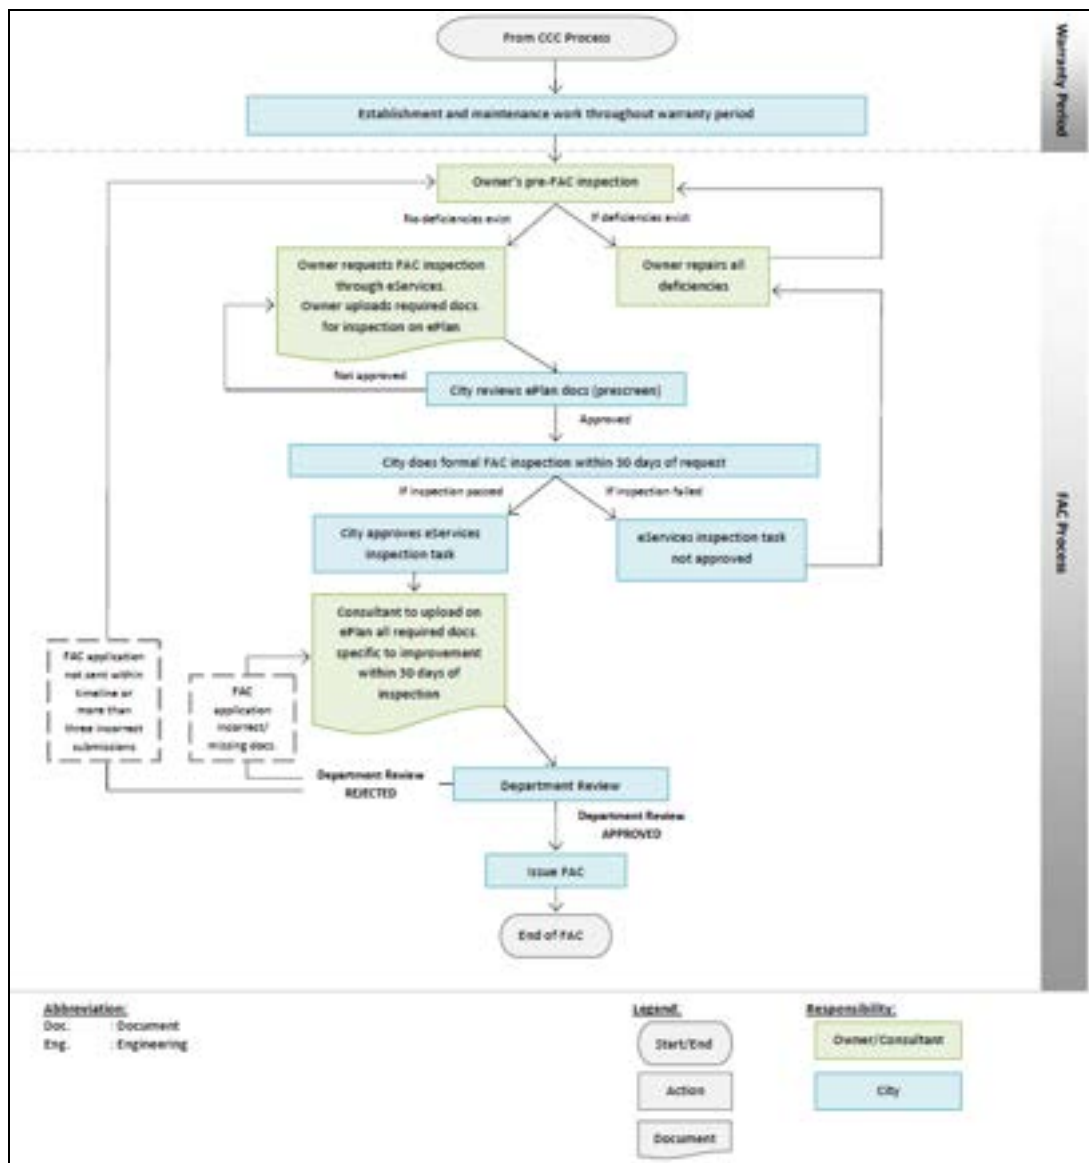 From CCC Process
Warranty Period
Establishment and maintenance work throughout warranty period
Owner's pre-FAC inspection
No deficiencies exist
If deficiencies exist
Owner requests FAC inspection
through eServices.
Owner uploads required docs.
for inspection on ePlan
Owner repairs all
deficiencies
Not approved
City reviews ePlan docs (prescreen)
Approved
City does formal FAC inspection within 30 days of request
If inspection passed
If inspection failed
City approves eServices
inspection task
eServices inspection task
not approved
FAC Process
Consultant to upload on
ePlan all required docs.
specific to improvement
within 30 days of
inspection
FAC application
not sent within
timeline or
more than
three incorrect
submissions
FAC
application
incorrect/
missing docs.
Department Review
REJECTED
Department Review
Department Review
APPROVED
Issue FAC
End of FAC
Abbreviation:
Doc. : Document
Eng. : Engineering
Legend:
Start/End
Action
Document
Responsibility:
Owner/Consultant
City